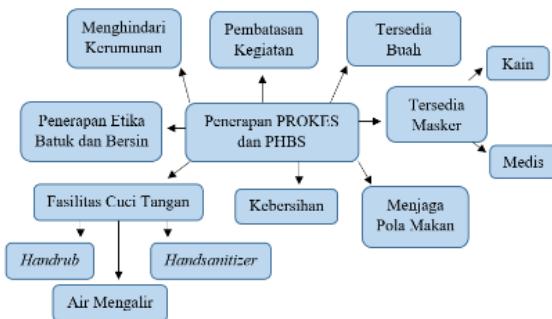 Menghindari
Kerumunan
Pembatasan
Kegiatan
Tersedia
Buah
Kain
Penerapan Etika
Batuk dan Bersin
Penerapan PROKES
dan PHBS
Tersedia
Masker
Medis
Fasilitas Cuci Tangan
Kebersihan
Menjaga
Pola Makan
Handrub
Handsanitizer
Air Mengalir